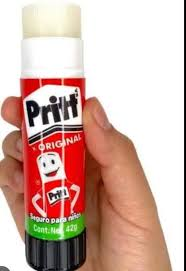 Pritt
ORIGINAL
Pritt
Seguro para niños
Cont. Net. 42g